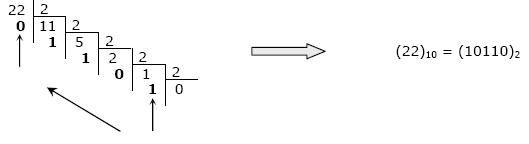 22 2
0 11 2
1 5 2
1 2 2
0 1 2
1 0
(22)₁₀ = (10110)₂